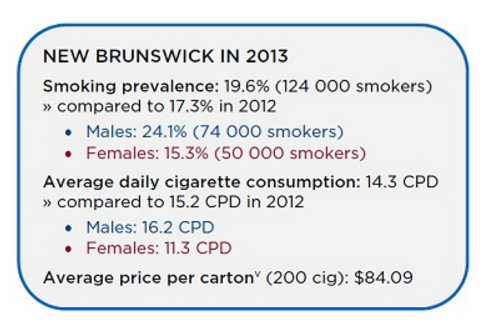 NEW BRUNSWICK IN 2013
Smoking prevalence: 19.6% (124 000 smokers)
» compared to 17.3% in 2012
• Males: 24.1% (74 000 smokers)
• Females: 15.3% (50 000 smokers)
Average daily cigarette consumption: 14.3 CPD
» compared to 15.2 CPD in 2012
• Males: 16.2 CPD
• Females: 11.3 CPD
Average price per cartonᵛ (200 cig): $84.09